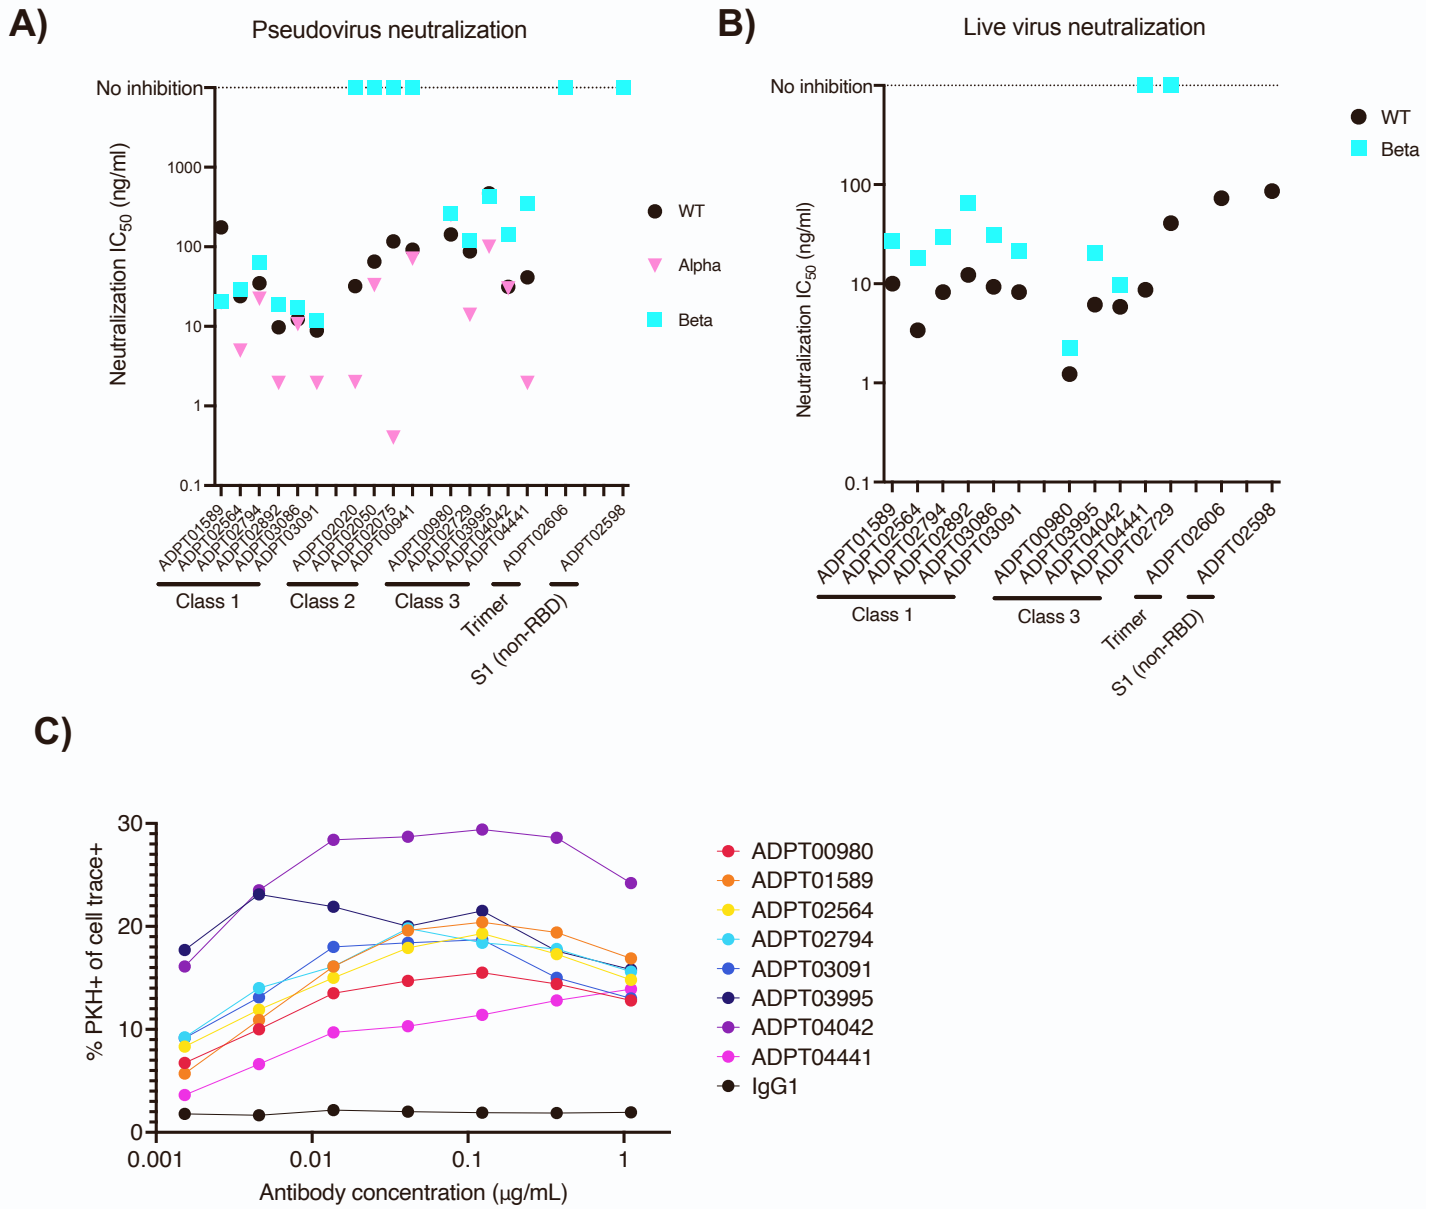 A)
Pseudovirus neutralization
No inhibition
1000
100
10
1
0.1
Neutralization IC50 (ng/ml)
WT
Alpha
Beta
ADPT01589
ADPT02564
ADPT02794
ADPT02892
ADPT03086
ADPT03091
ADPT02020
ADPT02050
ADPT02075
ADPT00941
ADPT00980
ADPT02729
ADPT03995
ADPT04042
ADPT04441
ADPT02606
ADPT02598
Class 1
Class 2
Class 3
Trimer
S1 (non-RBD)
B)
Live virus neutralization
No inhibition
100
10
1
0.1
Neutralization IC50 (ng/ml)
WT
Beta
ADPT01589
ADPT02564
ADPT02794
ADPT02892
ADPT03086
ADPT03091
ADPT00980
ADPT03995
ADPT04042
ADPT04441
ADPT02729
ADPT02606
ADPT02598
Class 1
Class 3
Trimer
S1 (non-RBD)
C)
30
20
10
0
% PKH+ of cell trace+
0.001
0.01
0.1
1
Antibody concentration (μg/mL)
ADPT00980
ADPT01589
ADPT02564
ADPT02794
ADPT03091
ADPT03995
ADPT04042
ADPT04441
IgG1